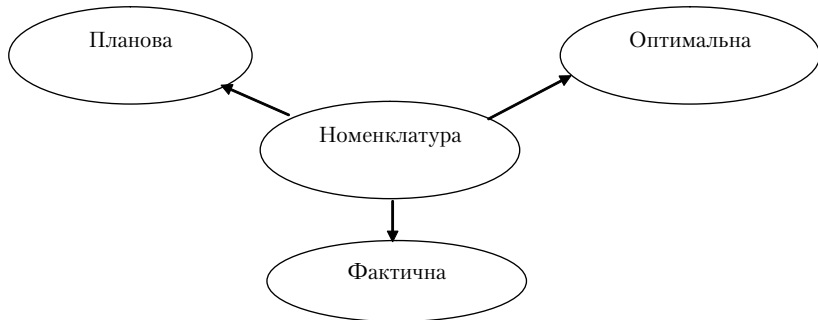 Планова
Оптимальна
Номенклатура
Фактична